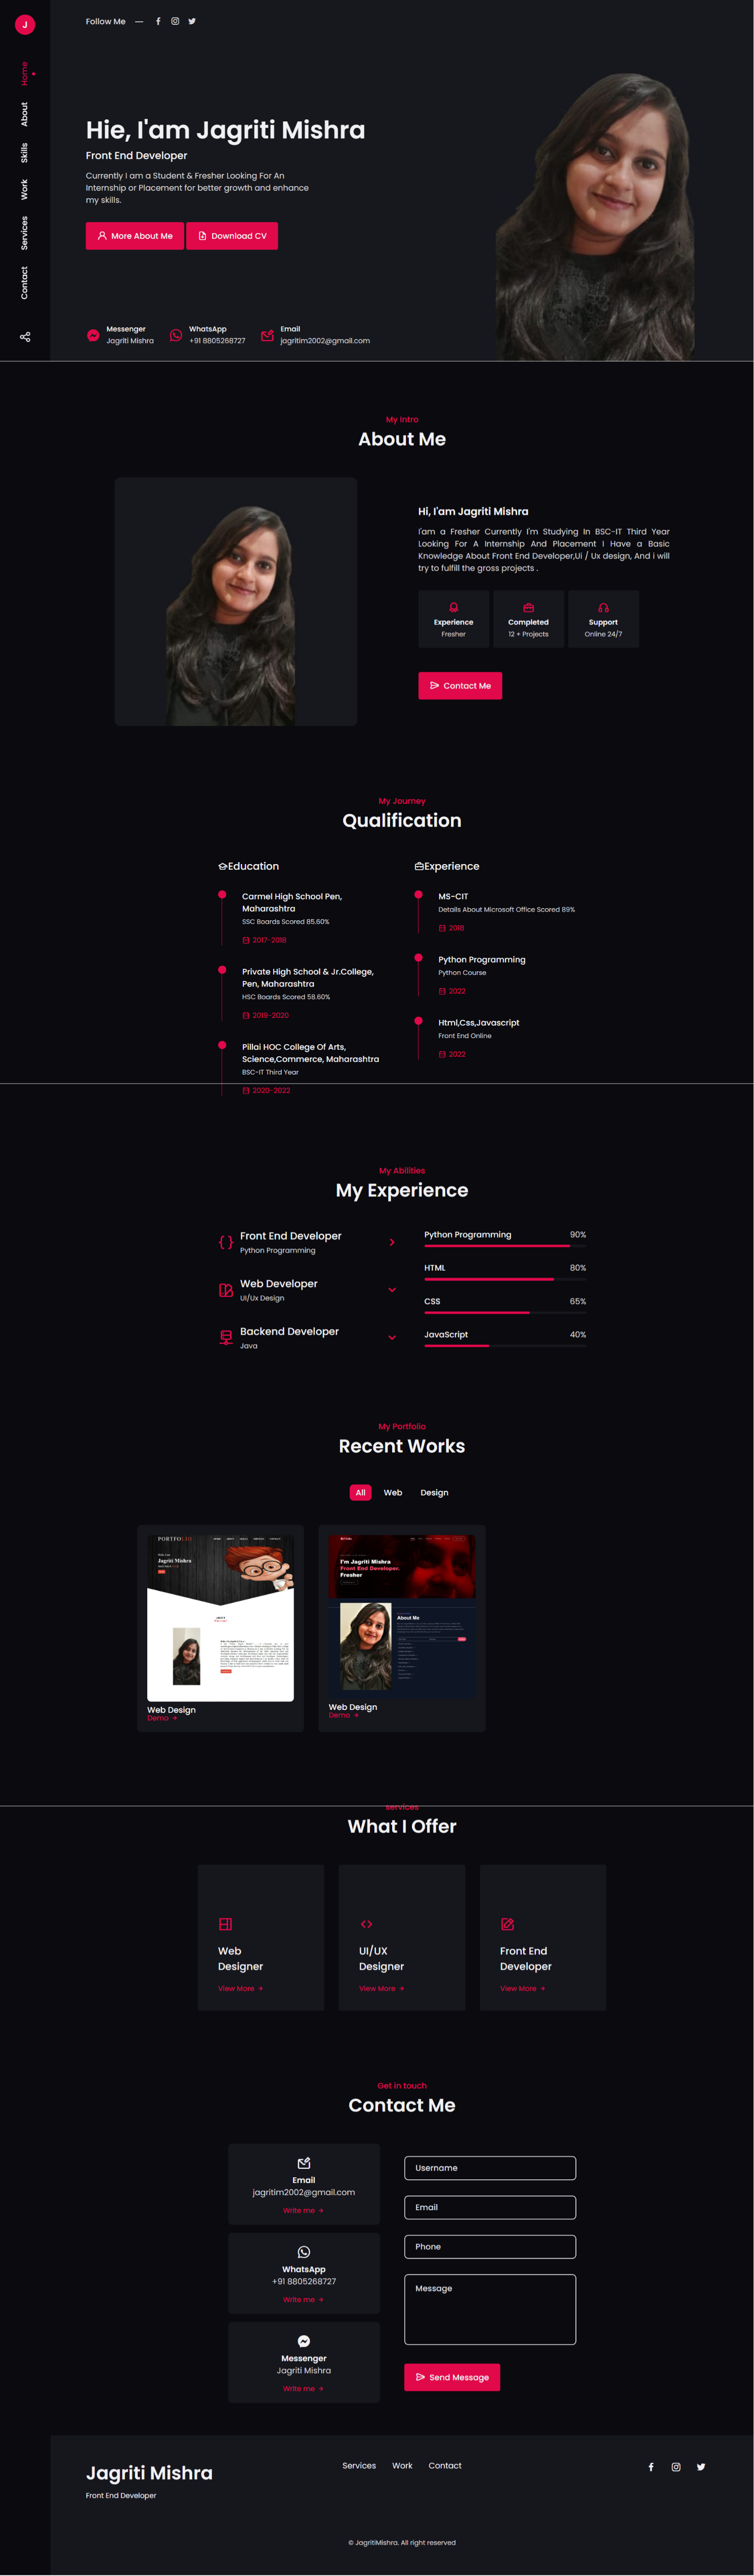 J
Home
About
Skills
Work
Services
Contact
Follow Me
Hie, I'am Jagriti Mishra
Front End Developer
Currently I am a Student & Fresher Looking For An
Internship or Placement for better growth and enhance
my skills.
More About Me
Download CV
Messenger
Jagriti Mishra
WhatsApp
+91 8805268727
Email
jagritim2002@gmail.com
My Intro
About Me
Hi, I'am Jagriti Mishra
I'am a Fresher Currently I'm Studying In BSC-IT Third Year
Looking For A Internship And Placement I Have a Basic
Knowledge About Front End Developer,Ui / Ux design, And i will
try to fulfill the gross projects .
Experience
Fresher
Completed
12 + Projects
Support
Online 24/7
Contact Me
My Journey
Qualification
Education
Carmel High School Pen,
Maharashtra
SSC Boards Scored 85.60%
2017-2018
Private High School & Jr.College,
Pen, Maharashtra
HSC Boards Scored 58.60%
2019-2020
Pillai HOC College Of Arts,
Science,Commerce, Maharashtra
BSC-IT Third Year
2020-2022
Experience
MS-CIT
Details About Microsoft Office Scored 89%
2018
Python Programming
Python Course
2022
Html,Css,Javascript
Front End Online
2022
My Abilities
My Experience
Front End Developer
Python Programming
Web Developer
UI/Ux Design
Backend Developer
Java
Python Programming 90%
HTML 80%
CSS 65%
JavaScript 40%
My Portfolio
Recent Works
All
Web
Design
PORTFOLIO
Jagriti Mishra
Web Design
Demo
I'm Jagriti Mishra
Front End Developer.
Fresher
About Me
Web Design
Demo
services
What I Offer
Web
Designer
View More
UI/UX
Designer
View More
Front End
Developer
View More
Get in touch
Contact Me
Email
jagritim2002@gmail.com
Write me
WhatsApp
+91 8805268727
Write me
Messenger
Jagriti Mishra
Write me
Username
Email
Phone
Message
Send Message
Jagriti Mishra
Front End Developer
Services
Work
Contact
© JagritiMishra. All right reserved